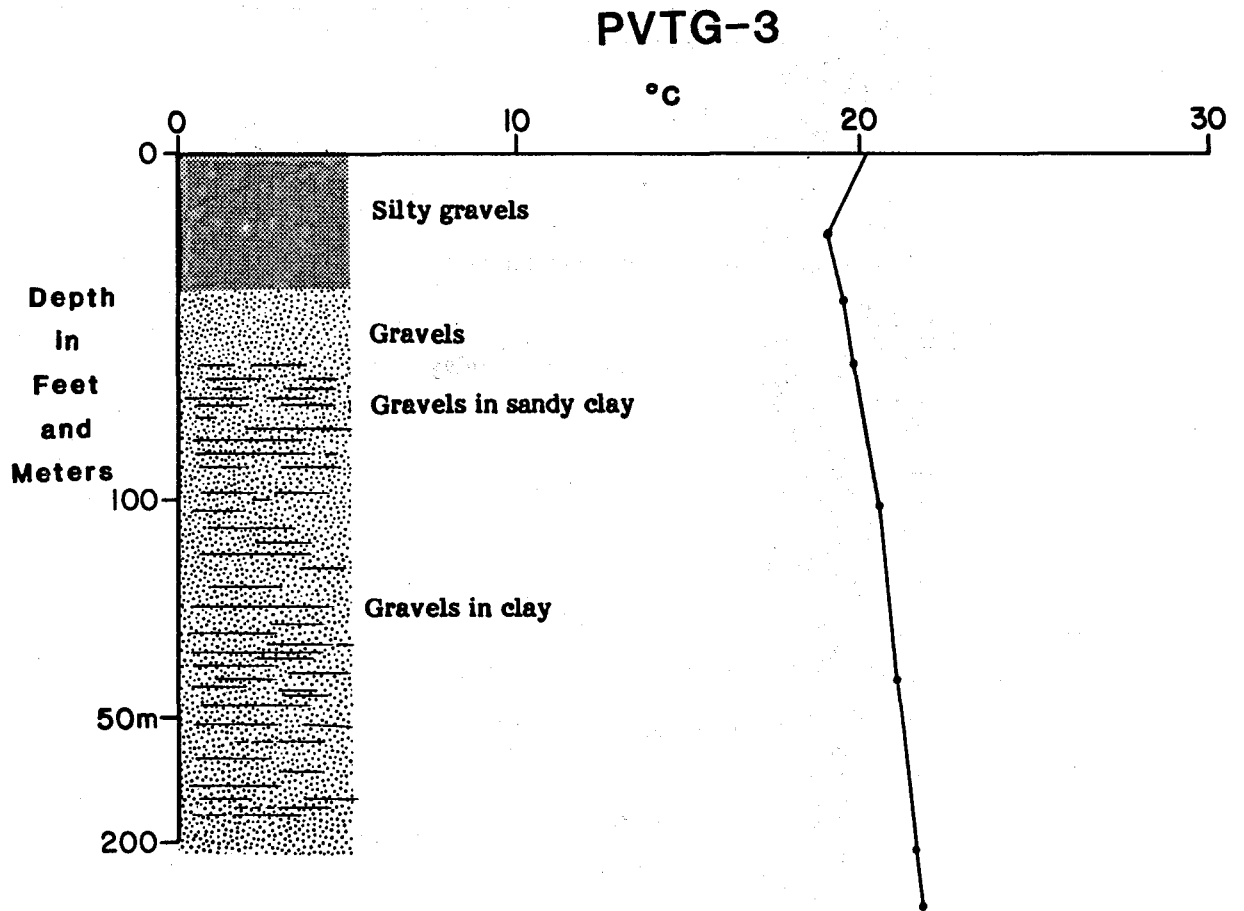 PVTG-3
°C
0
10
20
30
0
Silty gravels
Depth
in
Feet
and
Meters
Gravels
Gravels in sandy clay
100
Gravels in clay
50m
200